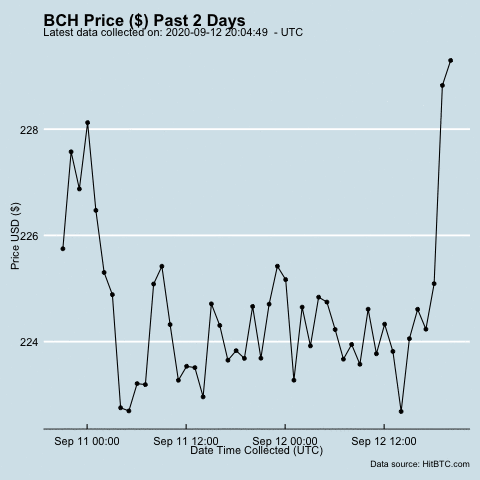 BCH Price ($) Past 2 Days
Latest data collected on: 2020-09-12 20:04:49  - UTC
228
226
224
Price USD ($)
Sep 11 00:00 Sep 11 12:00 Sep 12 00:00 Sep 12 12:00
Date Time Collected (UTC)
Data source: HitBTC.com